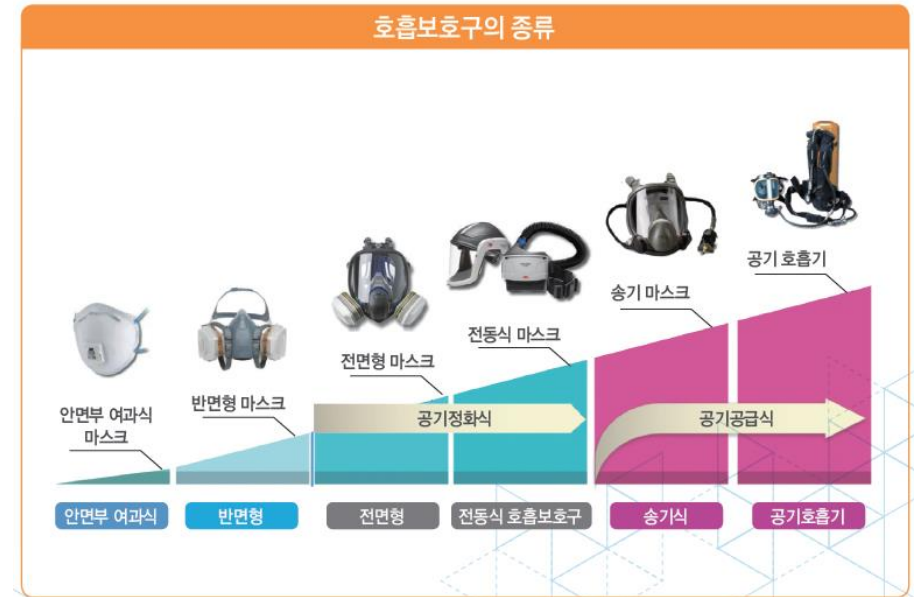 호흡보호구의 종류
공기 호흡기
송기 마스크
전동식 마스크
전면형 마스크
반면형 마스크
안면부 여과식
마스크
공기정화식
공기공급식
안면부 여과식
반면형
전면형
전동식 호흡보호구
송기식
공기호흡기